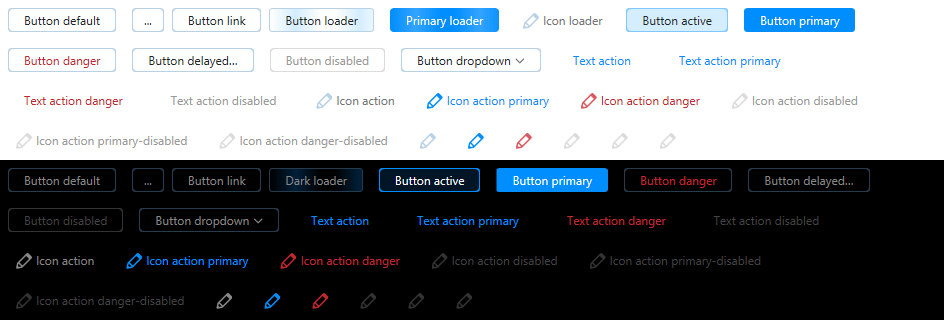 Button default ... Button link Button loader Primary loader Icon loader Button active Button primary
Button danger Button delayed... Button disabled Button dropdown Text action Text action primary
Text action danger Text action disabled Icon action Icon action primary Icon action danger Icon action disabled
Icon action primary-disabled Icon action danger-disabled
Button default ... Button link Dark loader Button active Button primary Button danger Button delayed...
Button disabled Button dropdown Text action Text action primary Text action danger Text action disabled
Icon action Icon action primary Icon action danger Icon action disabled Icon action primary-disabled
Icon action danger-disabled